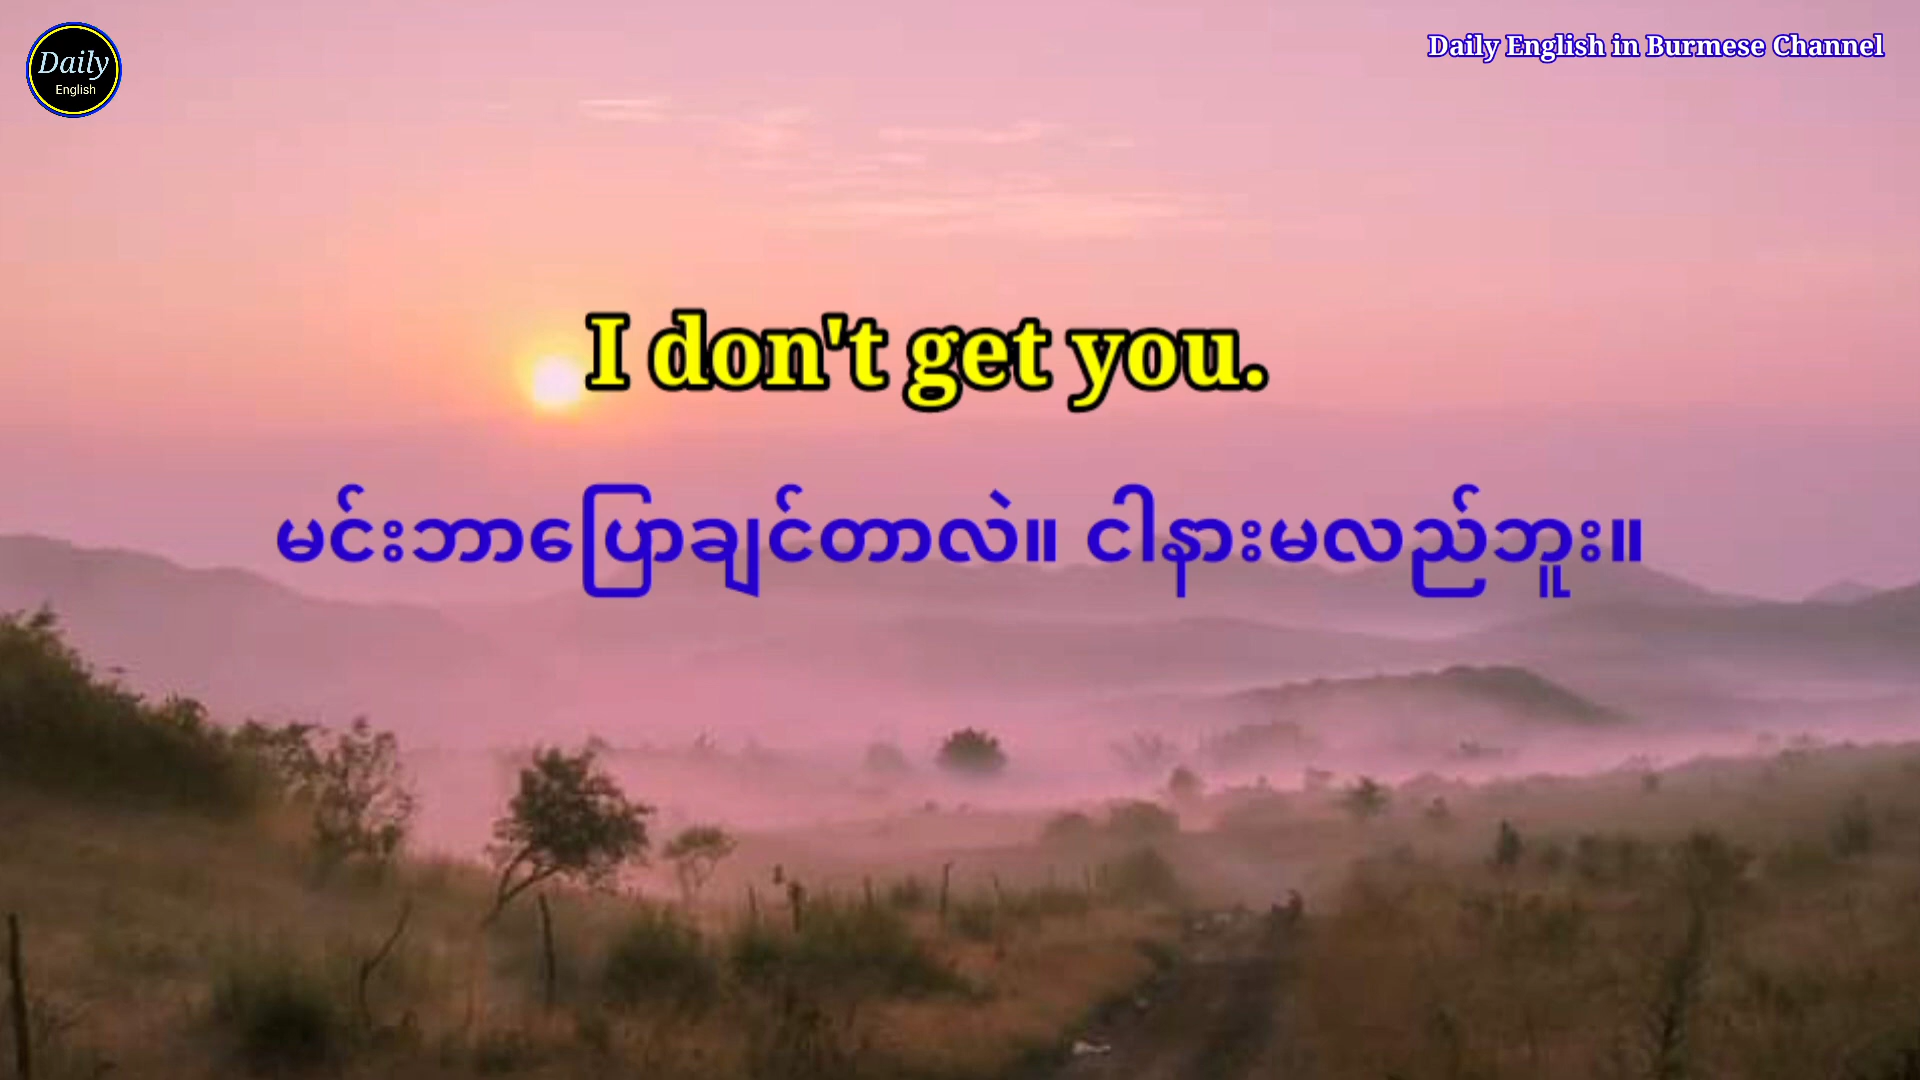 Daily
English
Daily English in Burmese Channel
I don't get you.
မင်းဘာပြောချင်တာလဲ။ ငါနားမလည်ဘူး။